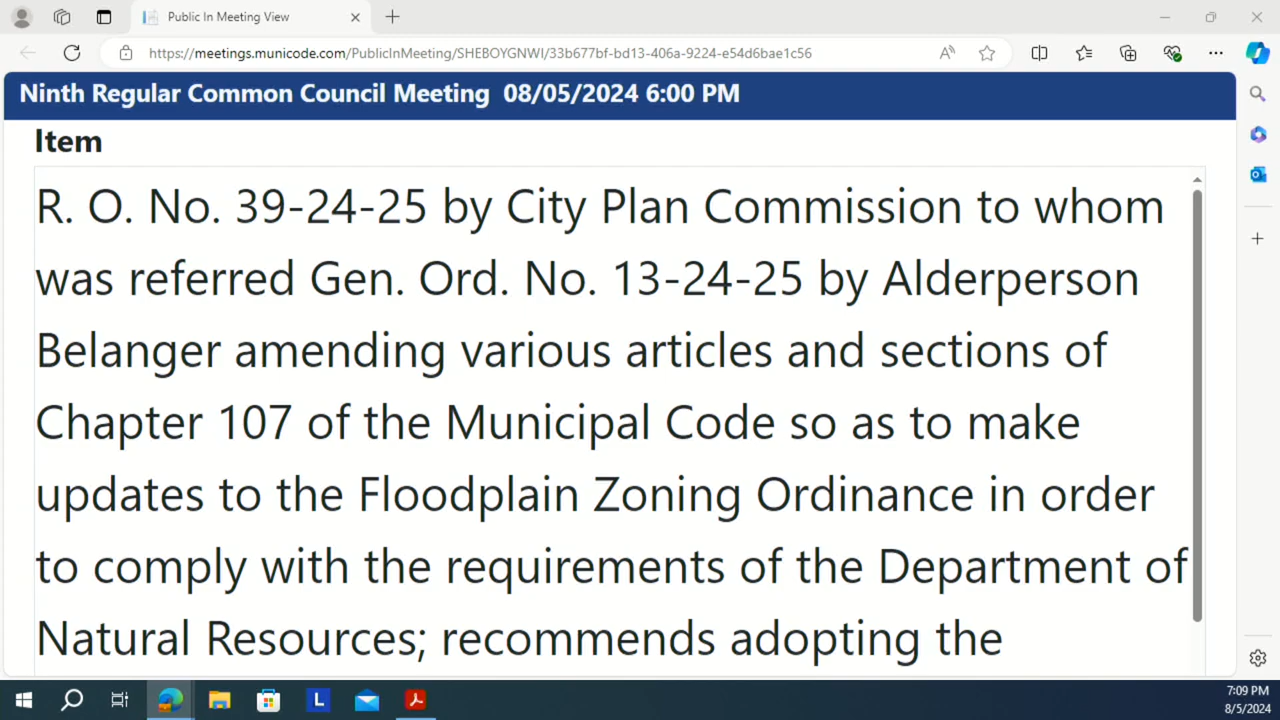 Public In Meeting View
https://meetings.municode.com/PublicInMeeting/SHEBOYGNWI/33b677bf-bd13-406a-9224-e54d6bae1c56
Ninth Regular Common Council Meeting 08/05/2024 6:00 PM
Item
R. O. No. 39-24-25 by City Plan Commission to whom
was referred Gen. Ord. No. 13-24-25 by Alderperson
Belanger amending various articles and sections of
Chapter 107 of the Municipal Code so as to make
updates to the Floodplain Zoning Ordinance in order
to comply with the requirements of the Department of
Natural Resources; recommends adopting the
L
7:09 PM
8/5/2024